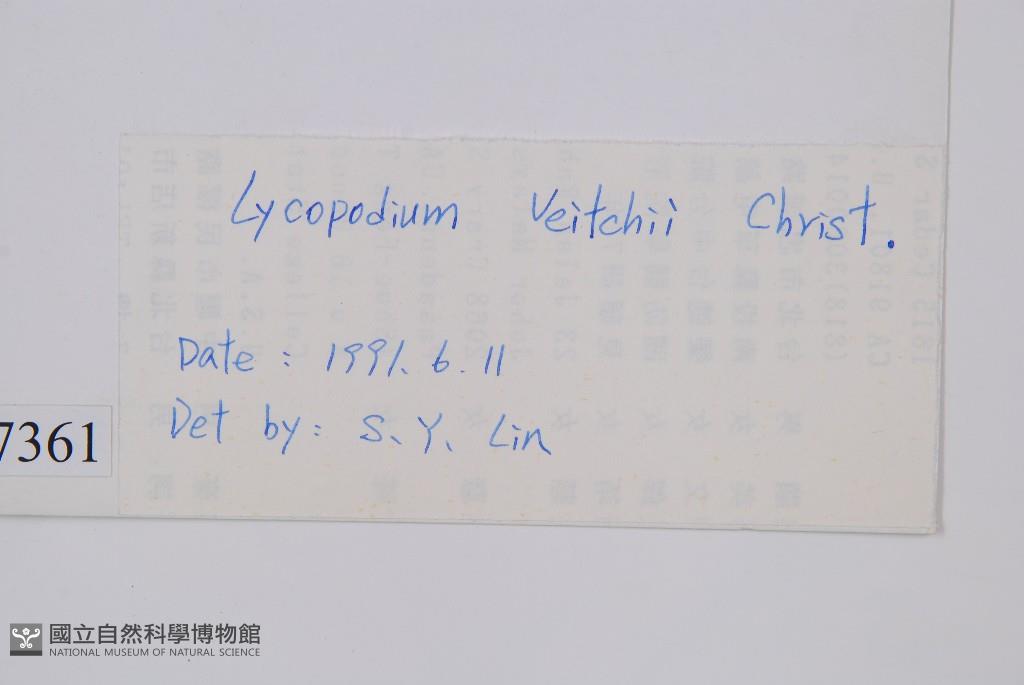 Lycopodium Veitchii Christ.
Date : 1991. 6. 11
Det by : S、Y、Lin
7361
國立自然科學博物館
NATIONAL MUSEUM OF NATURAL SCIENCE